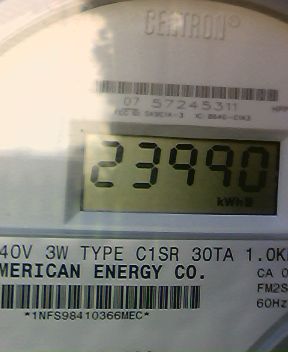 CENTRON®
07 57245311
23990
kWh
40V 3W TYPE C1SR 30TA 1.0K
MERICAN ENERGY CO.
CA 0
FM2S
60Hz
*1NFS98410366MEC*